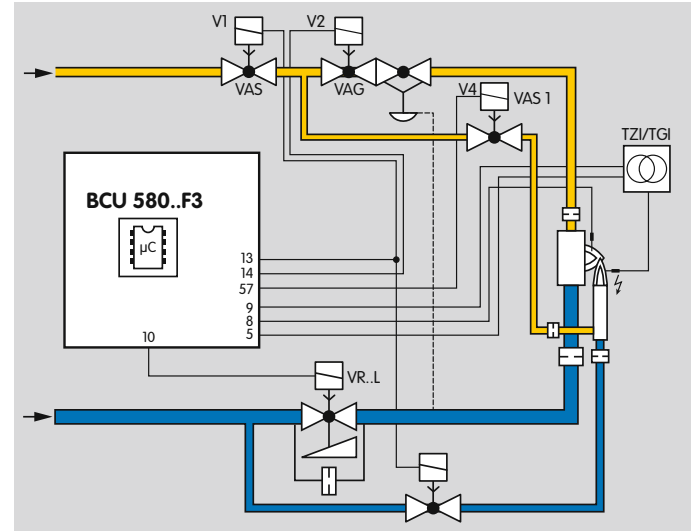 V1
V2
VAS
VAG
V4
VAS 1
TZI/TGI
BCU 580..F3
µC
13
14
57
9
8
5
10
VR..L